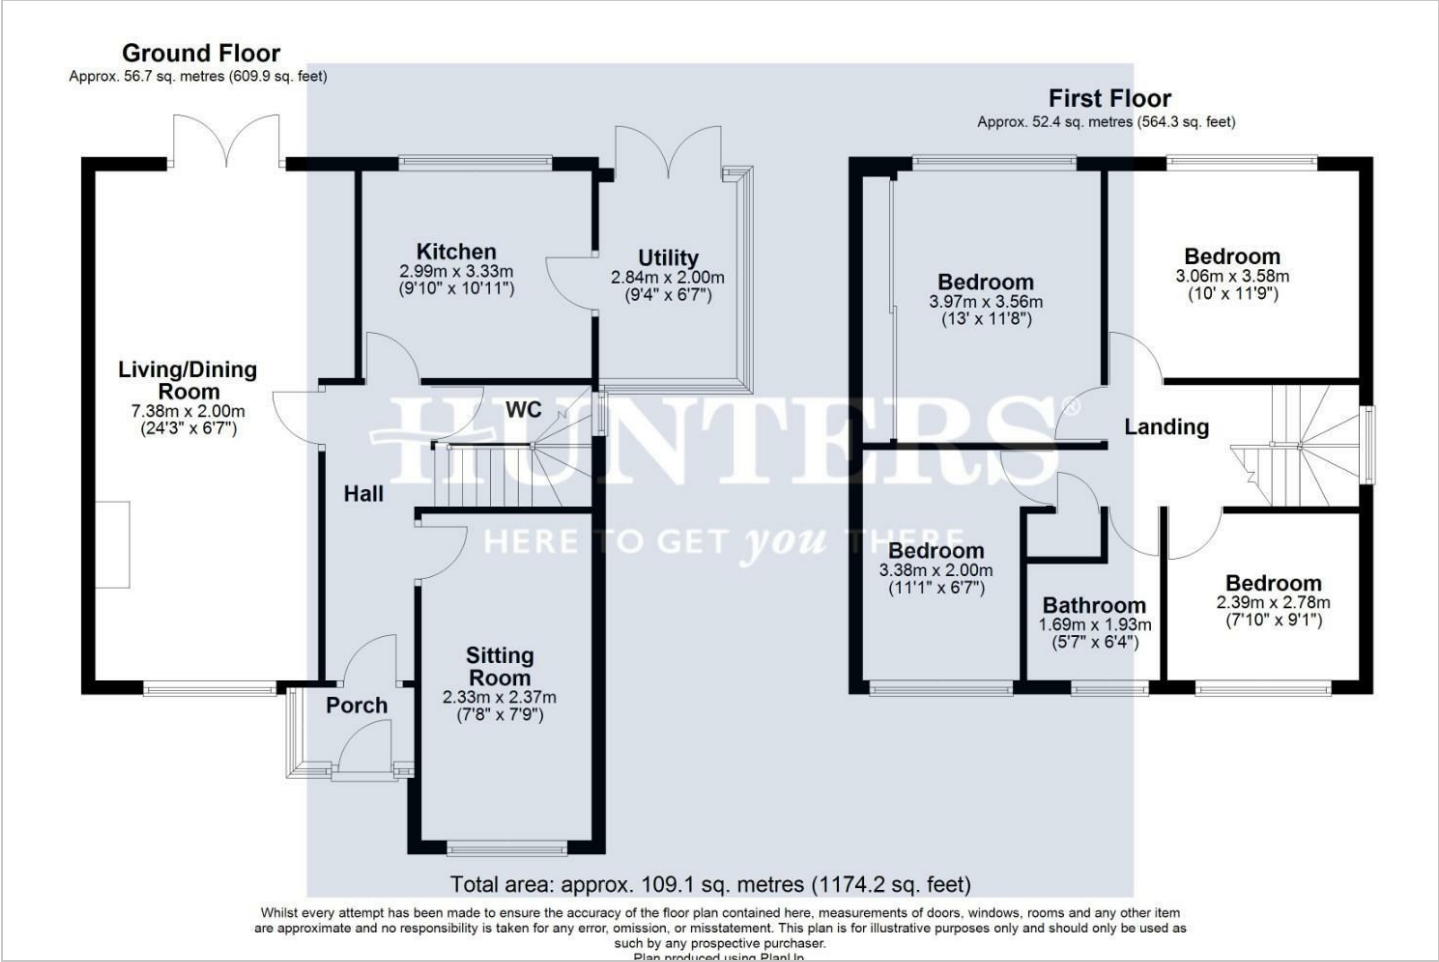 Ground Floor
Approx. 56.7 sq. metres (609.9 sq. feet)
First Floor
Approx. 52.4 sq. metres (564.3 sq. feet)
Kitchen
2.99m x 3.33m
(9'10" x 10'11")
Utility
2.84m x 2.00m
(9'4" x 6'7")
Living/Dining
Room
7.38m x 2.00m
(24'3" x 6'7")
WC
Hall
Sitting
Room
2.33m x 2.37m
(7'8" x 7'9")
Porch
Bedroom
3.97m x 3.56m
(13' x 11'8")
Bedroom
3.06m x 3.58m
(10' x 11'9")
Landing
Bedroom
3.38m x 2.00m
(11'1" x 6'7")
Bathroom
1.69m x 1.93m
(5'7" x 6'4")
Bedroom
2.39m x 2.78m
(7'10" x 9'1")
HUNTERS®
HERE TO GET you THERE
Total area: approx. 109.1 sq. metres (1174.2 sq. feet)
Whilst every attempt has been made to ensure the accuracy of the floor plan contained here, measurements of doors, windows, rooms and any other item
are approximate and no responsibility is taken for any error, omission, or misstatement. This plan is for illustrative purposes only and should only be used as
such by any prospective purchaser.
Plan produced using PlanUp.